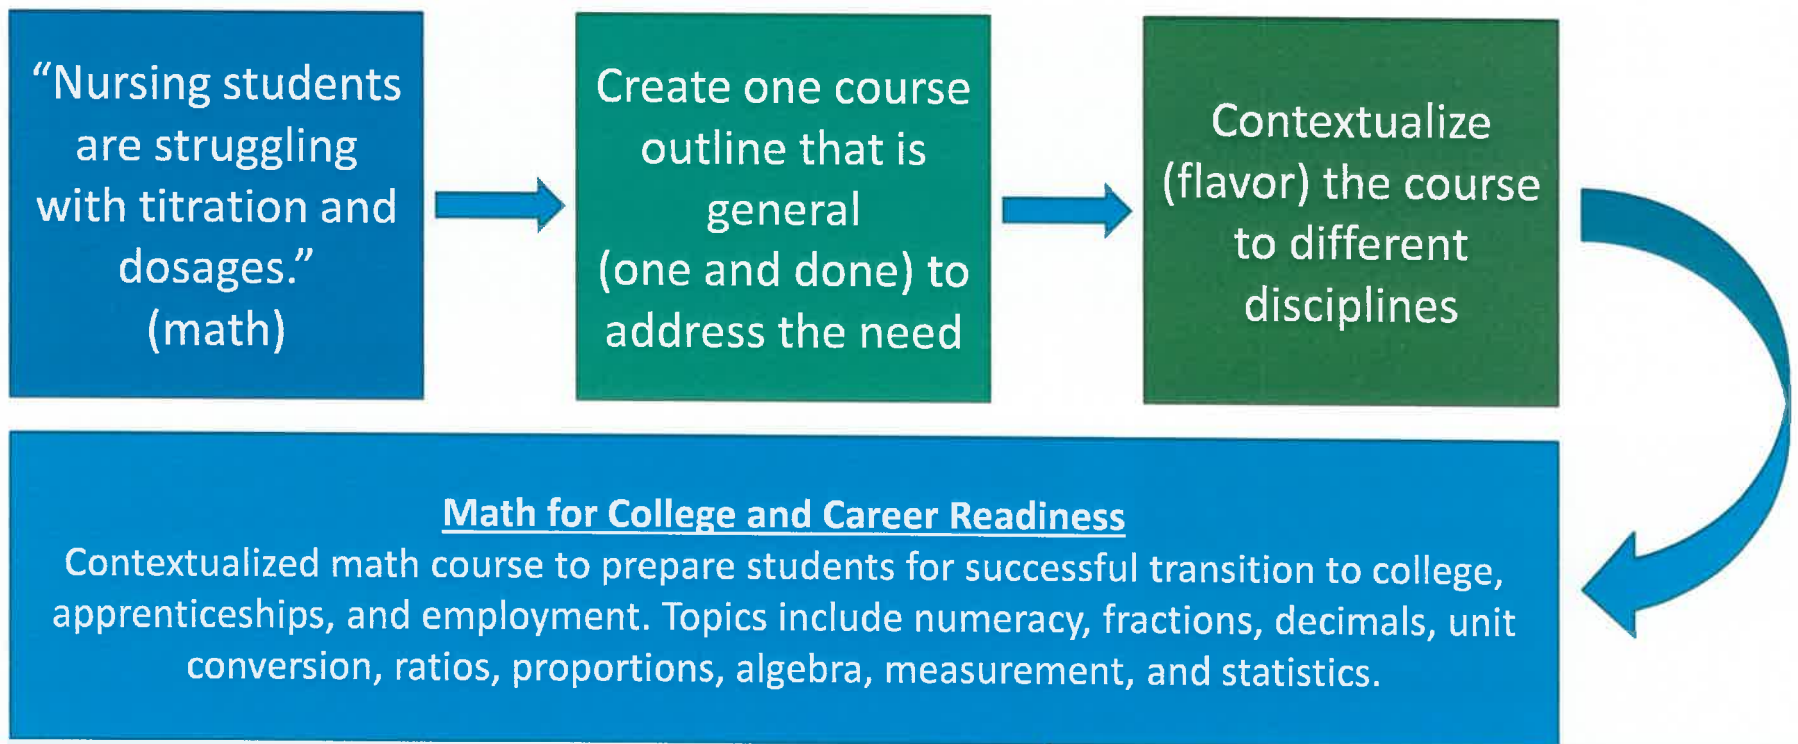 “Nursing students
are struggling
with titration and
dosages.”
(math)
Create one course
outline that is
general
(one and done) to
address the need
Contextualize
(flavor) the course
to different
disciplines
Math for College and Career Readiness
Contextualized math course to prepare students for successful transition to college,
apprenticeships, and employment. Topics include numeracy, fractions, decimals, unit
conversion, ratios, proportions, algebra, measurement, and statistics.